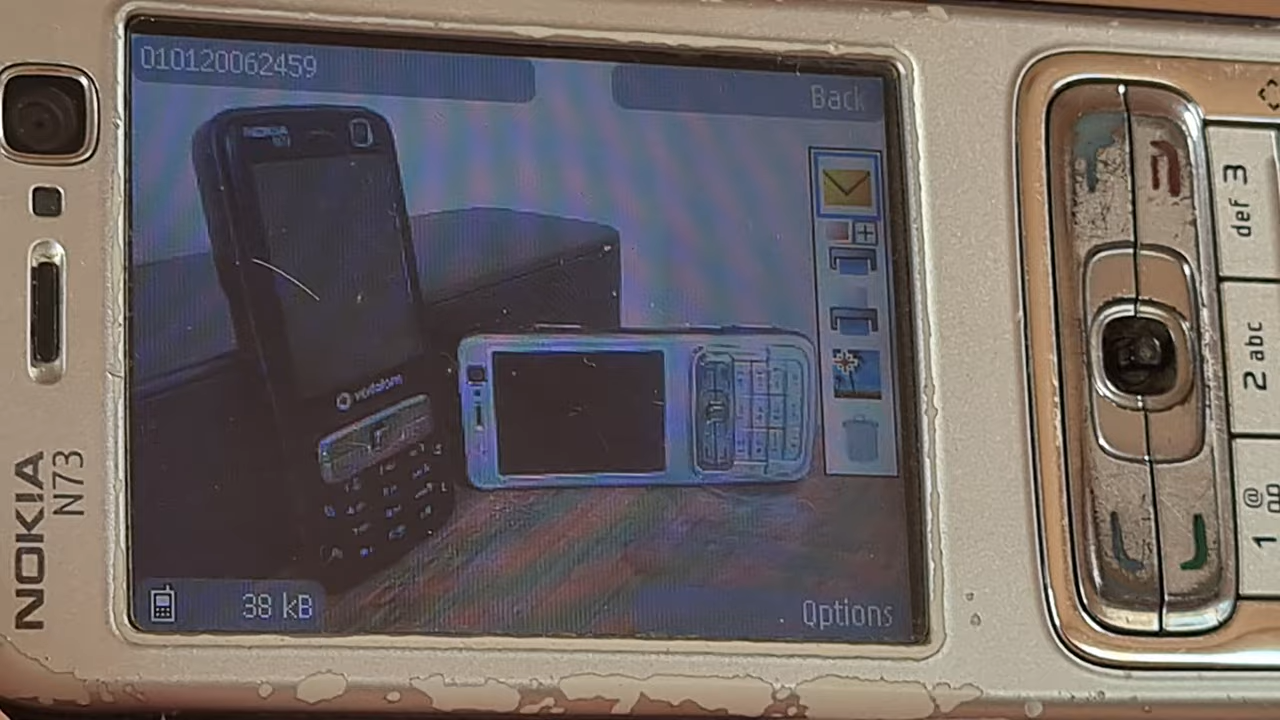 010120062459
Back
NOKIA
vodafone
38 kB
Options
NOKIA
N73
def 3
2 abc
1 @